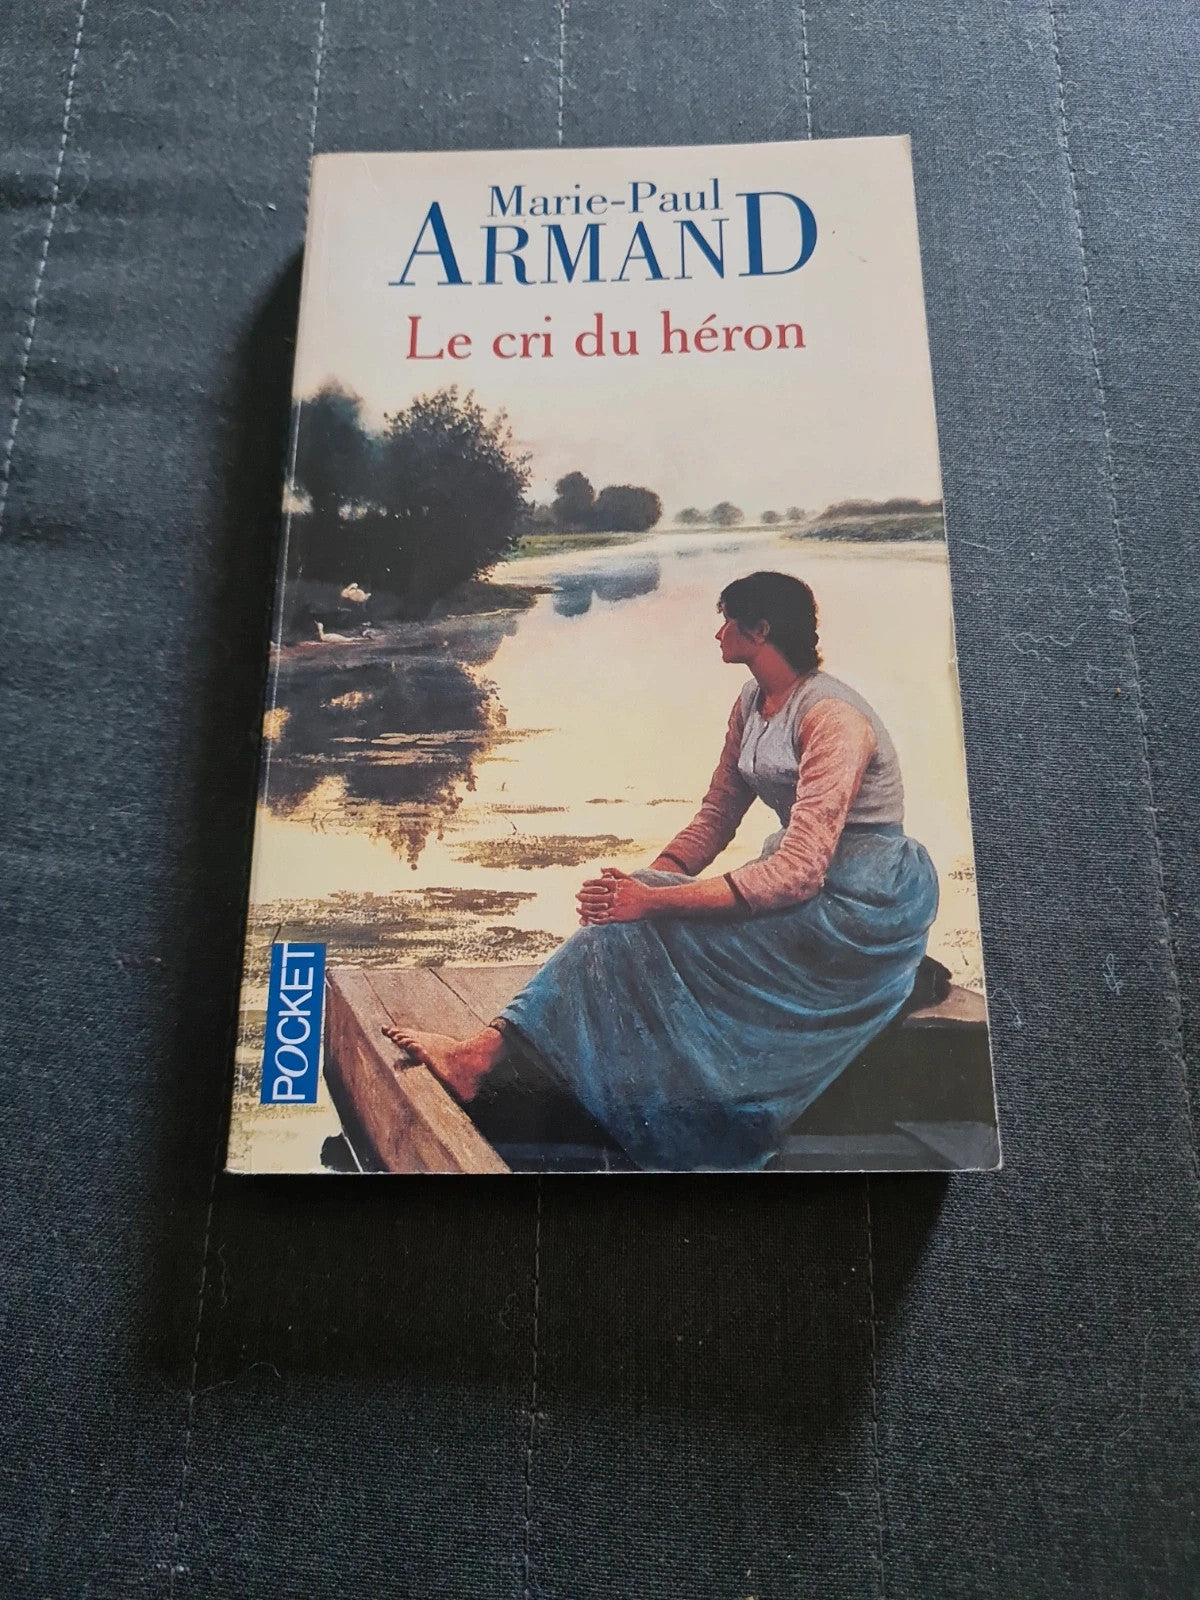 Marie-Paul
ARMAND
Le cri du héron
POCKET